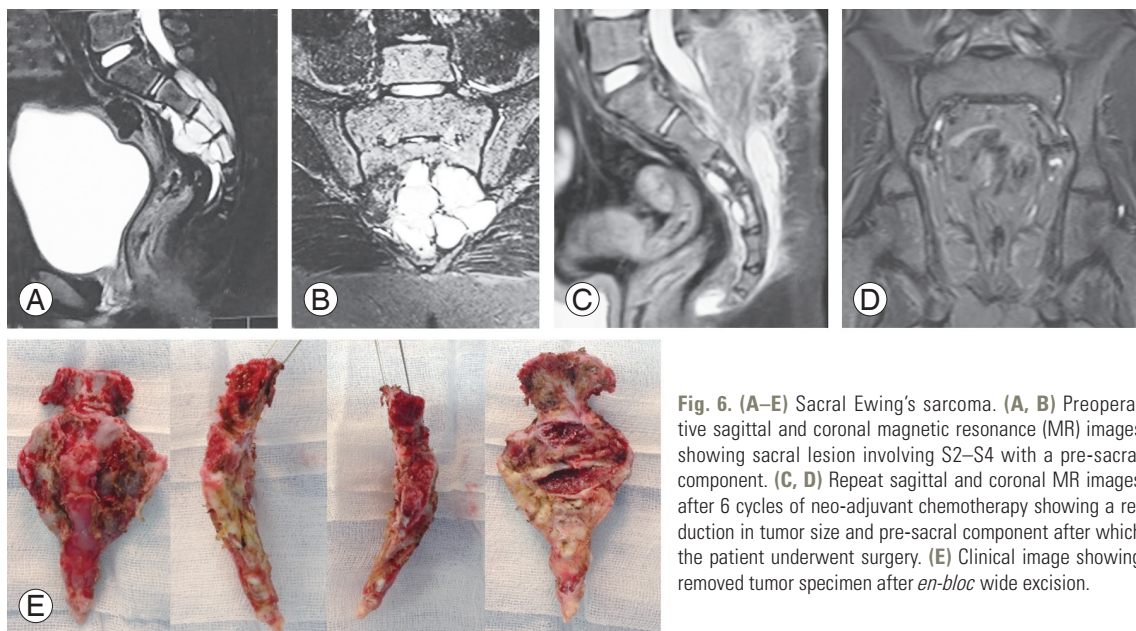 A
B
C
D
E
Fig. 6. (A–E) Sacral Ewing's sarcoma. (A, B) Preopera-
tive sagittal and coronal magnetic resonance (MR) images
showing sacral lesion involving S2–S4 with a pre-sacral
component. (C, D) Repeat sagittal and coronal MR images
after 6 cycles of neo-adjuvant chemotherapy showing a re-
duction in tumor size and pre-sacral component after which
the patient underwent surgery. (E) Clinical image showing
removed tumor specimen after en-bloc wide excision.